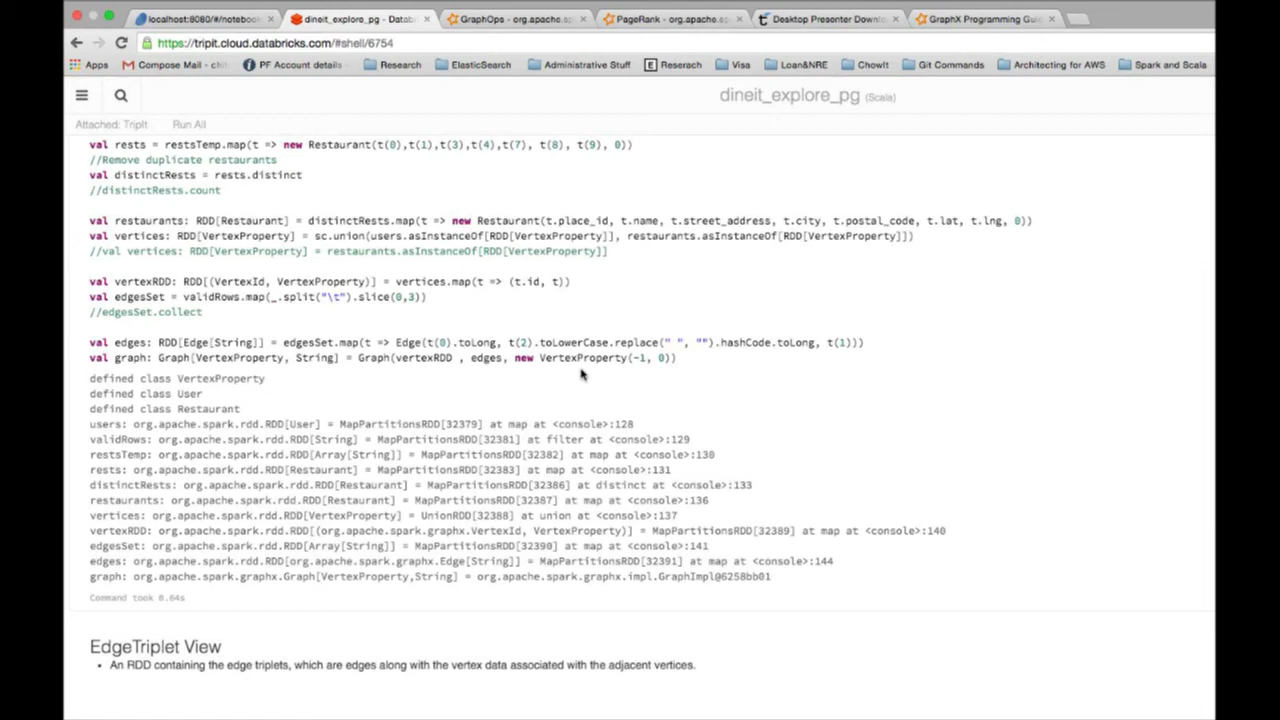 localhost:8080/#/notebook
dineit_explore_pg - Datab
GraphOps - org.apache.sp
PageRank - org.apache.sp
Desktop Presenter Downlo
GraphX Programming Gui
https://tripit.cloud.databricks.com/#shell/6754
Apps Compose Mail - chi PF Account details Research ElasticSearch Administrative Stuff Reserach Visa Loan&NRE ChowIt Git Commands Architecting for AWS Spark and Scala
dineit_explore_pg (Scala)
Attached: TripIt Run All
val rests = restsTemp.map(t => new Restaurant(t(0),t(1),t(3),t(4),t(7), t(8), t(9), 0))
//Remove duplicate restaurants
val distinctRests = rests.distinct
//distinctRests.count
val restaurants: RDD[Restaurant] = distinctRests.map(t => new Restaurant(t.place_id, t.name, t.street_address, t.city, t.postal_code, t.lat, t.lng, 0))
val vertices: RDD[VertexProperty] = sc.union(users.asInstanceOf[RDD[VertexProperty]], restaurants.asInstanceOf[RDD[VertexProperty]])
//val vertices: RDD[VertexProperty] = restaurants.asInstanceOf[RDD[VertexProperty]]
val vertexRDD: RDD[(VertexId, VertexProperty)] = vertices.map(t => (t.id, t))
val edgesSet = validRows.map(_.split("\t").slice(0,3))
//edgesSet.collect
val edges: RDD[Edge[String]] = edgesSet.map(t => Edge(t(0).toLong, t(2).toLowerCase.replace(" ", "").hashCode.toLong, t(1)))
val graph: Graph[VertexProperty, String] = Graph(vertexRDD , edges, new VertexProperty(-1, 0))
defined class VertexProperty
defined class User
defined class Restaurant
users: org.apache.spark.rdd.RDD[User] = MapPartitionsRDD[32379] at map at <console>:128
validRows: org.apache.spark.rdd.RDD[String] = MapPartitionsRDD[32381] at filter at <console>:129
restsTemp: org.apache.spark.rdd.RDD[Array[String]] = MapPartitionsRDD[32382] at map at <console>:130
rests: org.apache.spark.rdd.RDD[Restaurant] = MapPartitionsRDD[32383] at map at <console>:131
distinctRests: org.apache.spark.rdd.RDD[Restaurant] = MapPartitionsRDD[32386] at distinct at <console>:133
restaurants: org.apache.spark.rdd.RDD[Restaurant] = MapPartitionsRDD[32387] at map at <console>:136
vertices: org.apache.spark.rdd.RDD[VertexProperty] = UnionRDD[32388] at union at <console>:137
vertexRDD: org.apache.spark.rdd.RDD[(org.apache.spark.graphx.VertexId, VertexProperty)] = MapPartitionsRDD[32389] at map at <console>:140
edgesSet: org.apache.spark.rdd.RDD[Array[String]] = MapPartitionsRDD[32390] at map at <console>:141
edges: org.apache.spark.rdd.RDD[org.apache.spark.graphx.Edge[String]] = MapPartitionsRDD[32391] at map at <console>:144
graph: org.apache.spark.graphx.Graph[VertexProperty,String] = org.apache.spark.graphx.impl.GraphImpl@6258bb01
Command took 0.64s
EdgeTriplet View
• An RDD containing the edge triplets, which are edges along with the vertex data associated with the adjacent vertices.